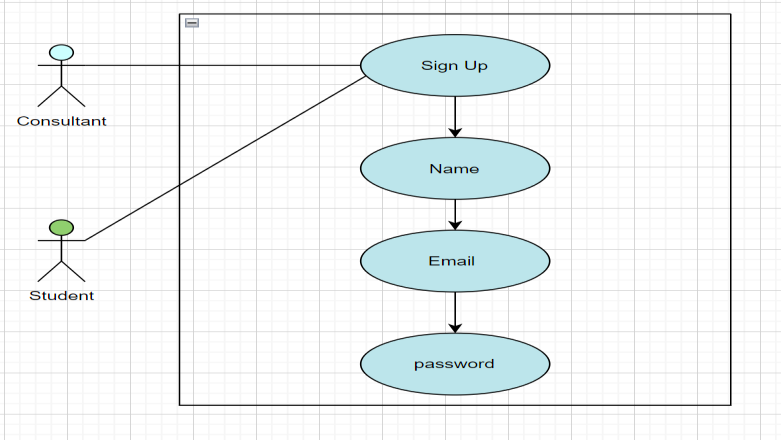 Sign Up
Consultant
Name
Email
Student
password